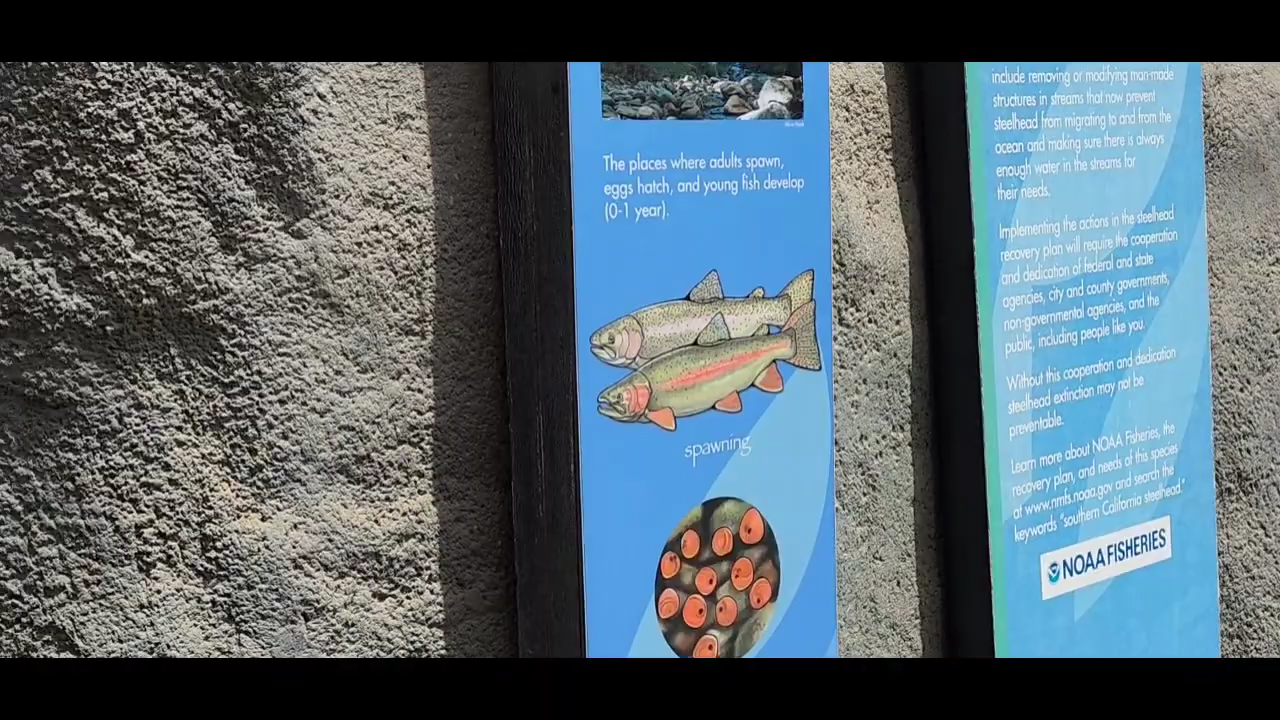 The places where adults spawn,
eggs hatch, and young fish develop
(0-1 year).
spawning
include removing or modifying man-made
structures in streams that now prevent
steelhead from migrating to and from the
ocean and making sure there is always
enough water in the streams for
their needs.
Implementing the actions in the steelhead
recovery plan will require the cooperation
and dedication of federal and state
agencies, city and county governments,
non-governmental agencies, and the
public, including people like you.
Without this cooperation and dedication
steelhead extinction may not be
preventable.
Learn more about NOAA Fisheries, the
recovery plan, and needs of this species
at www.nmfs.noaa.gov and search the
keywords "southern California steelhead."
NOAA FISHERIES